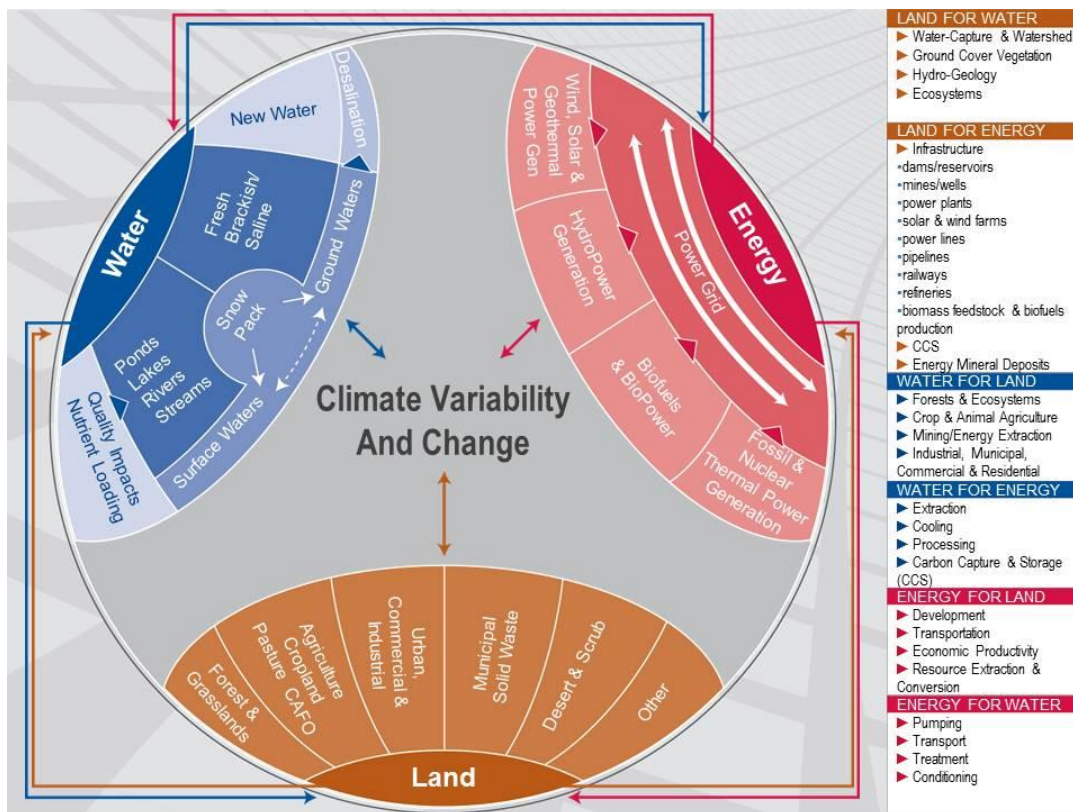 Water
New Water
Desalination
Fresh
Brackish/
Saline
Ground Waters
Snow
Pack
Ponds
Lakes
Rivers
Streams
Surface Waters
Quality Impacts
Nutrient Loading
Energy
Power Grid
Wind, Solar &
Geothermal
Power Gen
HydroPower
Generation
Biofuels
& BioPower
Fossil &
Nuclear
Thermal Power
Generation
Climate Variability
And Change
Forest &
Grasslands
Agriculture
Cropland
Pasture CAFO
Urban,
Commercial &
Industrial
Municipal
Solid Waste
Desert & Scrub
Other
Land
LAND FOR WATER
Water-Capture & Watershed
Ground Cover Vegetation
Hydro-Geology
Ecosystems
LAND FOR ENERGY
Infrastructure
▪dams/reservoirs
▪mines/wells
▪power plants
▪solar & wind farms
▪power lines
▪pipelines
▪railways
▪refineries
▪biomass feedstock & biofuels
production
CCS
Energy Mineral Deposits
WATER FOR LAND
Forests & Ecosystems
Crop & Animal Agriculture
Mining/Energy Extraction
Industrial, Municipal,
Commercial & Residential
WATER FOR ENERGY
Extraction
Cooling
Processing
Carbon Capture & Storage
(CCS)
ENERGY FOR LAND
Development
Transportation
Economic Productivity
Resource Extraction &
Conversion
ENERGY FOR WATER
Pumping
Transport
Treatment
Conditioning